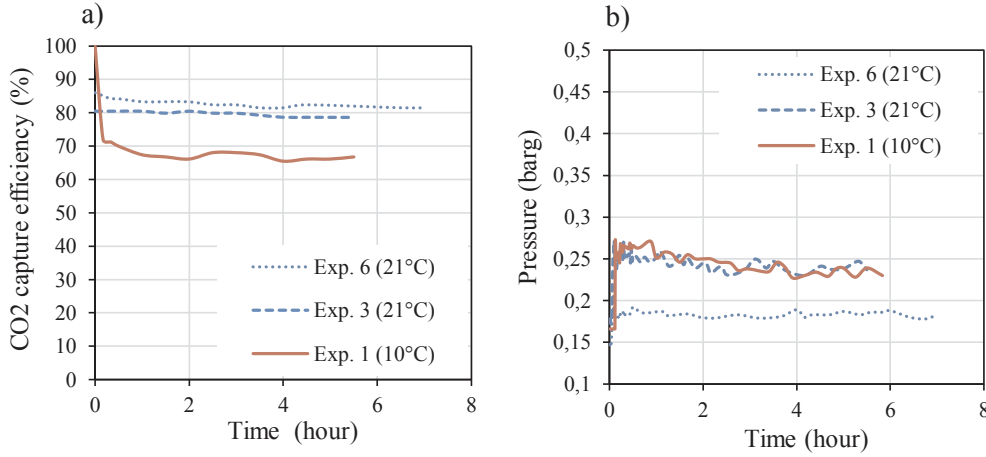 a)
CO2 capture efficiency (%)
100
90
80
70
60
50
40
30
20
10
0
Exp. 6 (21°C)
Exp. 3 (21°C)
Exp. 1 (10°C)
0 2 4 6 8
Time (hour)
b)
Pressure (barg)
0,5
0,45
0,4
0,35
0,3
0,25
0,2
0,15
0,1
Exp. 6 (21°C)
Exp. 3 (21°C)
Exp. 1 (10°C)
0 2 4 6 8
Time (hour)